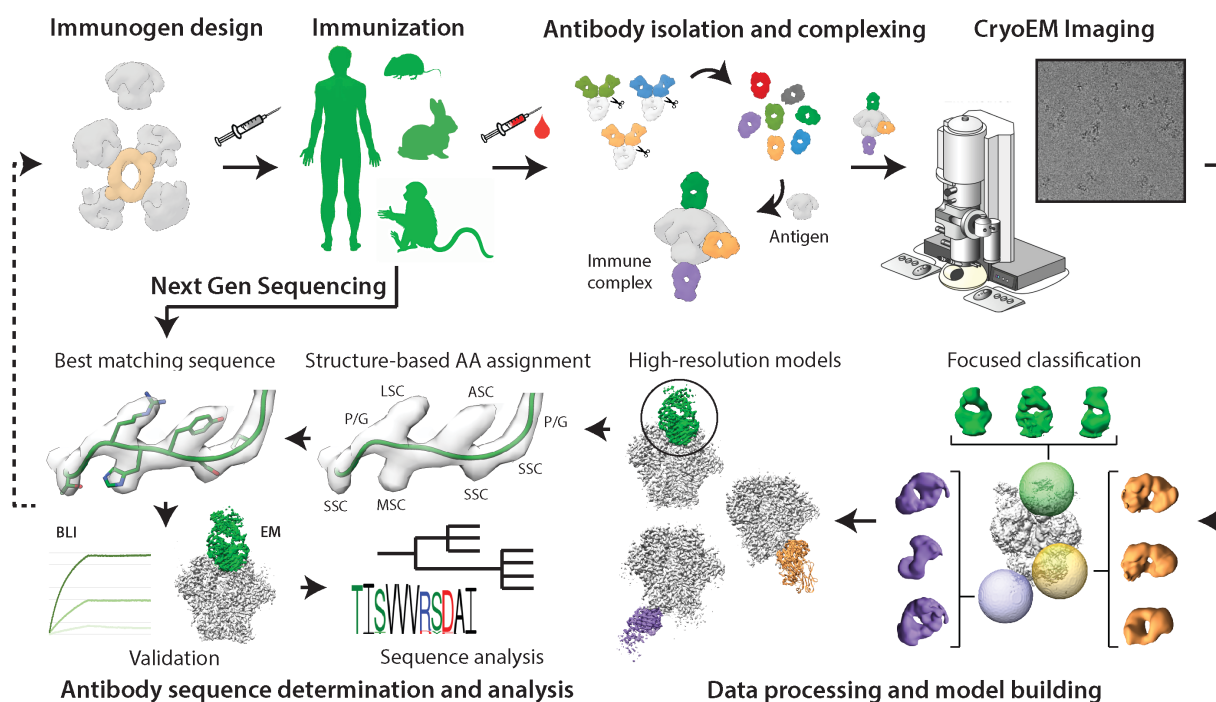 Immunogen design
Immunization
Antibody isolation and complexing
CryoEM Imaging
Antigen
Immune
complex
Next Gen Sequencing
Best matching sequence
Structure-based AA assignment
High-resolution models
Focused classification
LSC
ASC
P/G
P/G
SSC
SSC
MSC
SSC
BLI
EM
TISVVVRSDAI
Validation
Sequence analysis
Antibody sequence determination and analysis
Data processing and model building